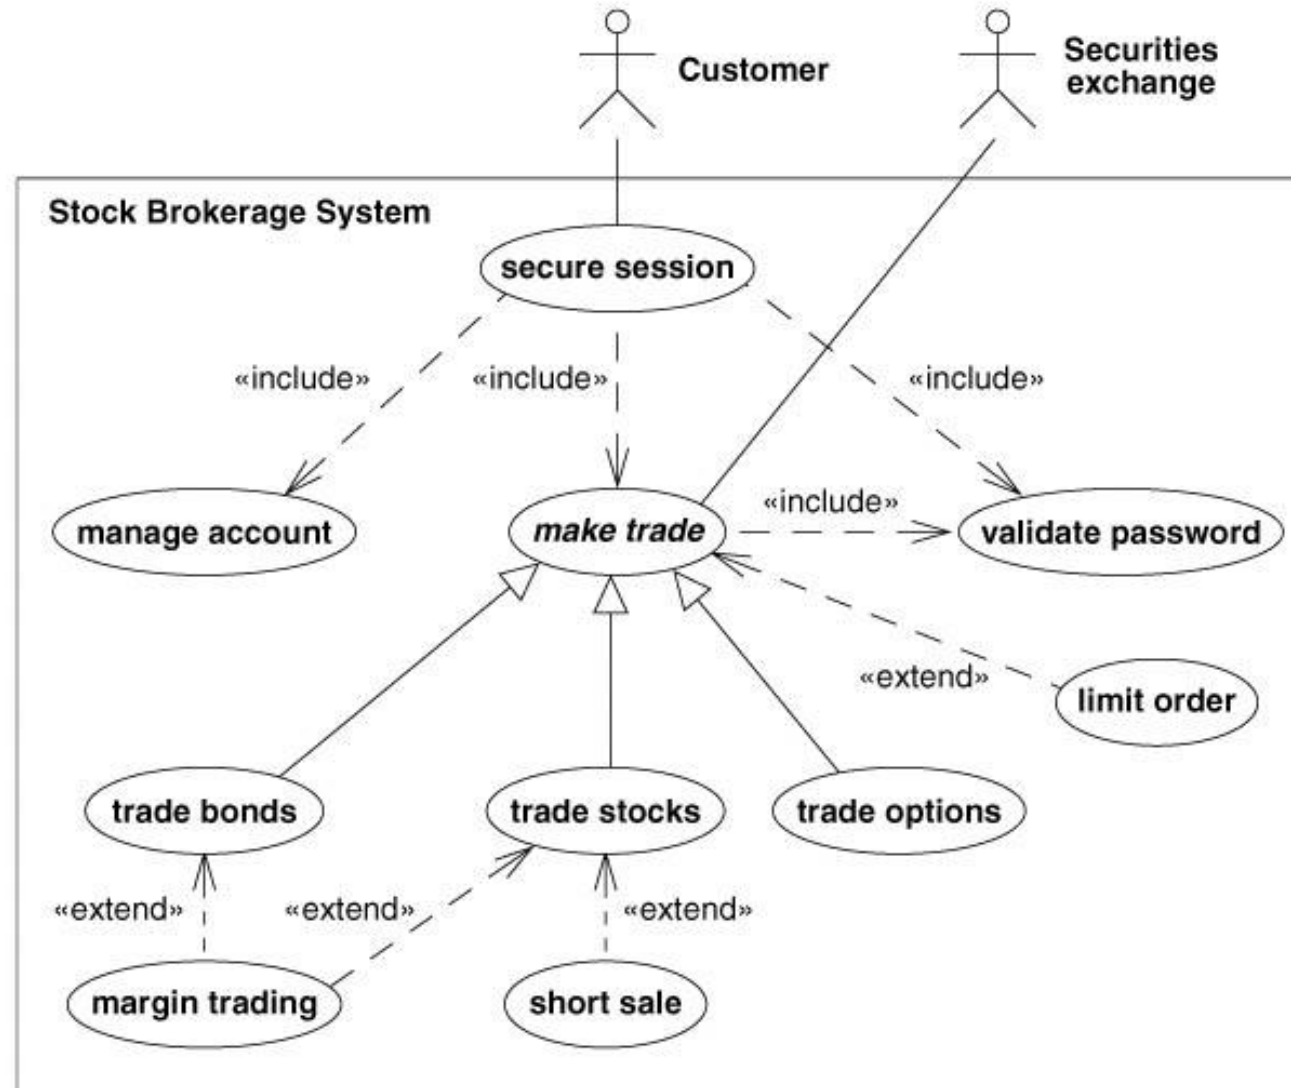 Customer
Securities
exchange
Stock Brokerage System
secure session
«include»
«include»
«include»
manage account
make trade
«include»
validate password
«extend»
limit order
trade bonds
trade stocks
trade options
«extend»
«extend»
«extend»
margin trading
short sale